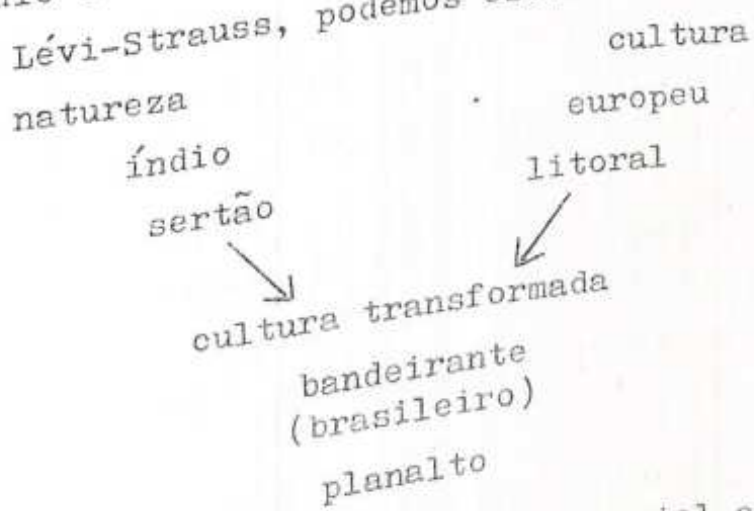 Lévi-Strauss, podemos
natureza cultura
índio europeu
sertão litoral
cultura transformada
bandeirante
(brasileiro)
planalto